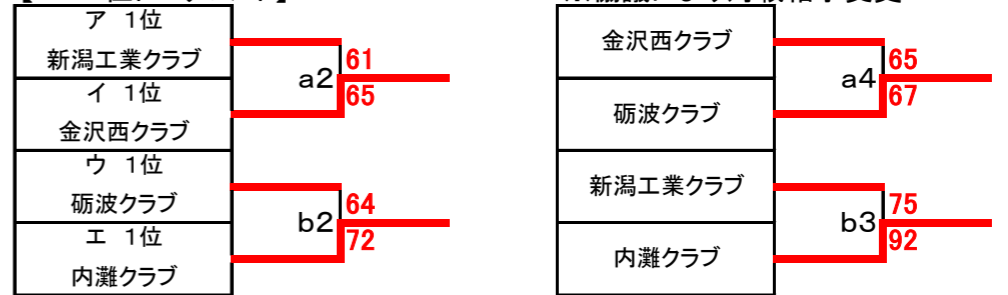 ア 1位
新潟工業クラブ
イ 1位
金沢西クラブ
ウ 1位
砺波クラブ
エ 1位
内灘クラブ
a2
61
65
b2
64
72
金沢西クラブ
砺波クラブ
新潟工業クラブ
内灘クラブ
a4
65
67
b3
75
92